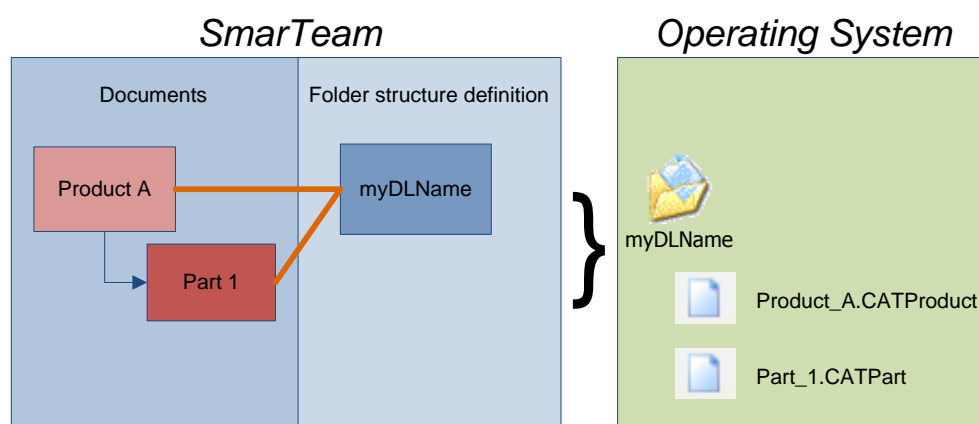 SmarTeam
Operating System
Documents
Folder structure definition
Product A
myDLName
Part 1
}
myDLName
Product_A.CATProduct
Part_1.CATPart